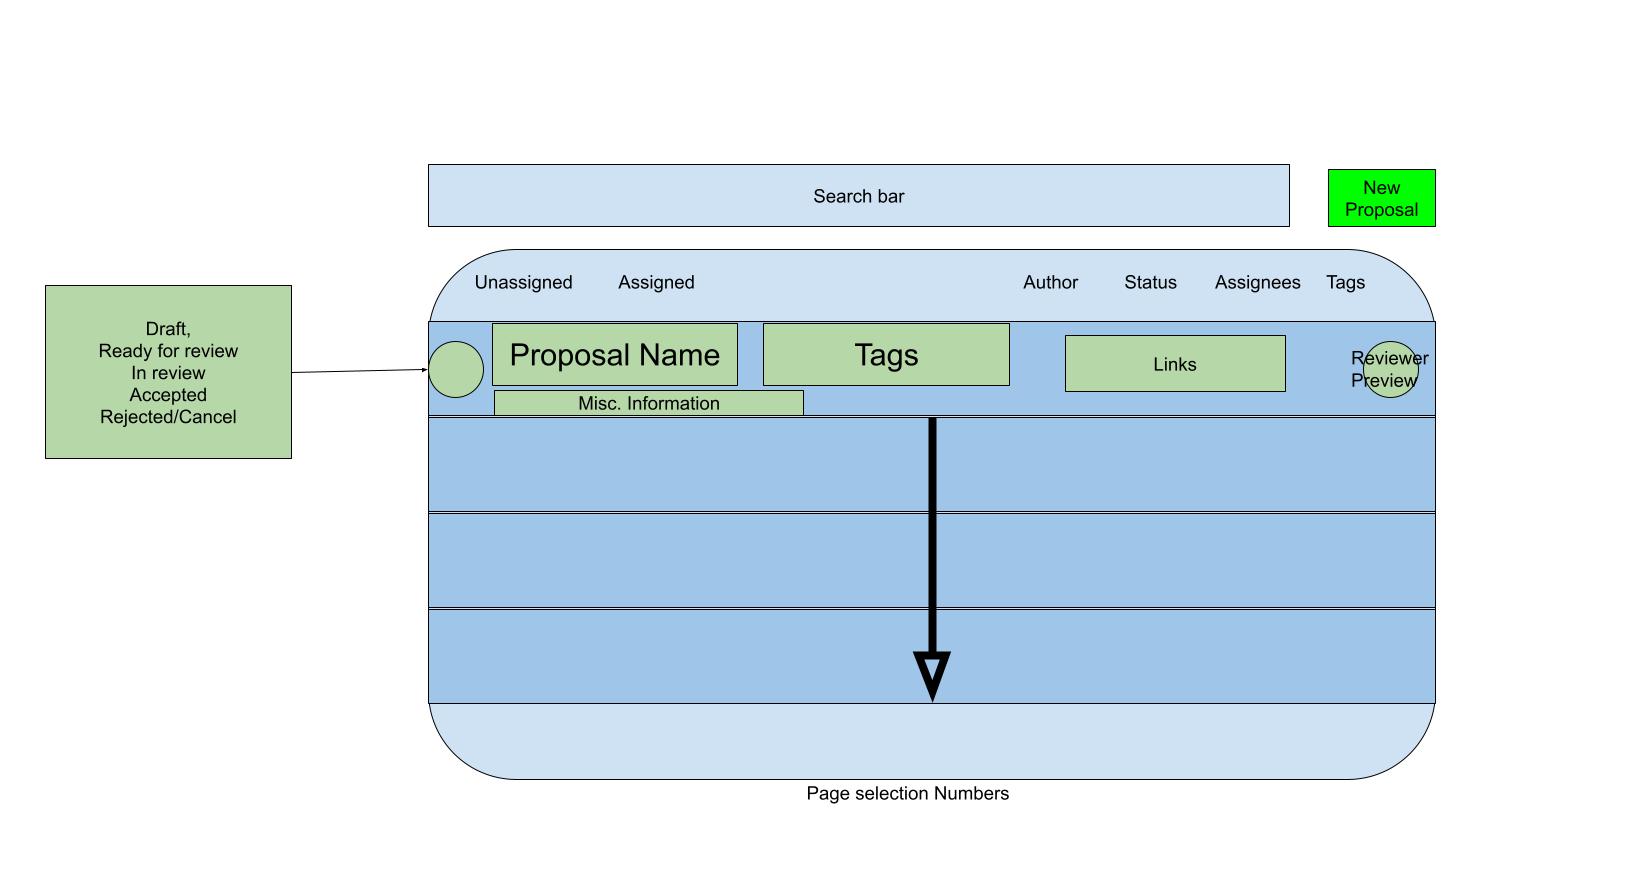 Search bar
New
Proposal
Unassigned
Assigned
Author
Status
Assignees
Tags
Draft,
Ready for review
In review
Accepted
Rejected/Cancel
Proposal Name
Tags
Links
Reviewer
Preview
Misc. Information
Page selection Numbers